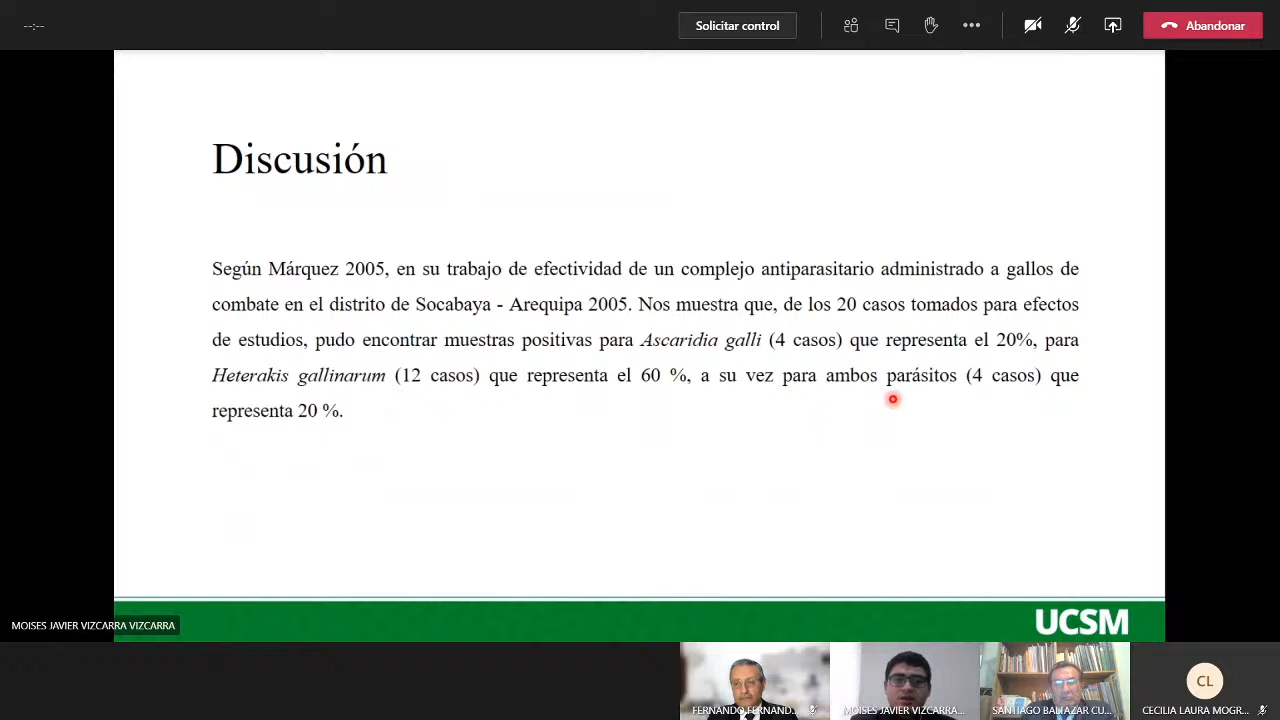 --:--
Solicitar control
Abandonar
Discusión
Según Márquez 2005, en su trabajo de efectividad de un complejo antiparasitario administrado a gallos de
combate en el distrito de Socabaya - Arequipa 2005. Nos muestra que, de los 20 casos tomados para efectos
de estudios, pudo encontrar muestras positivas para Ascaridia galli (4 casos) que representa el 20%, para
Heterakis gallinarum (12 casos) que representa el 60 %, a su vez para ambos parásitos (4 casos) que
representa 20 %.
UCSM
MOISES JAVIER VIZCARRA VIZCARRA
CL
FERNANDO FERNAND...
MOISES JAVIER VIZCARRA...
SANTIAGO BALTAZAR CU...
CECILIA LAURA MOGR...